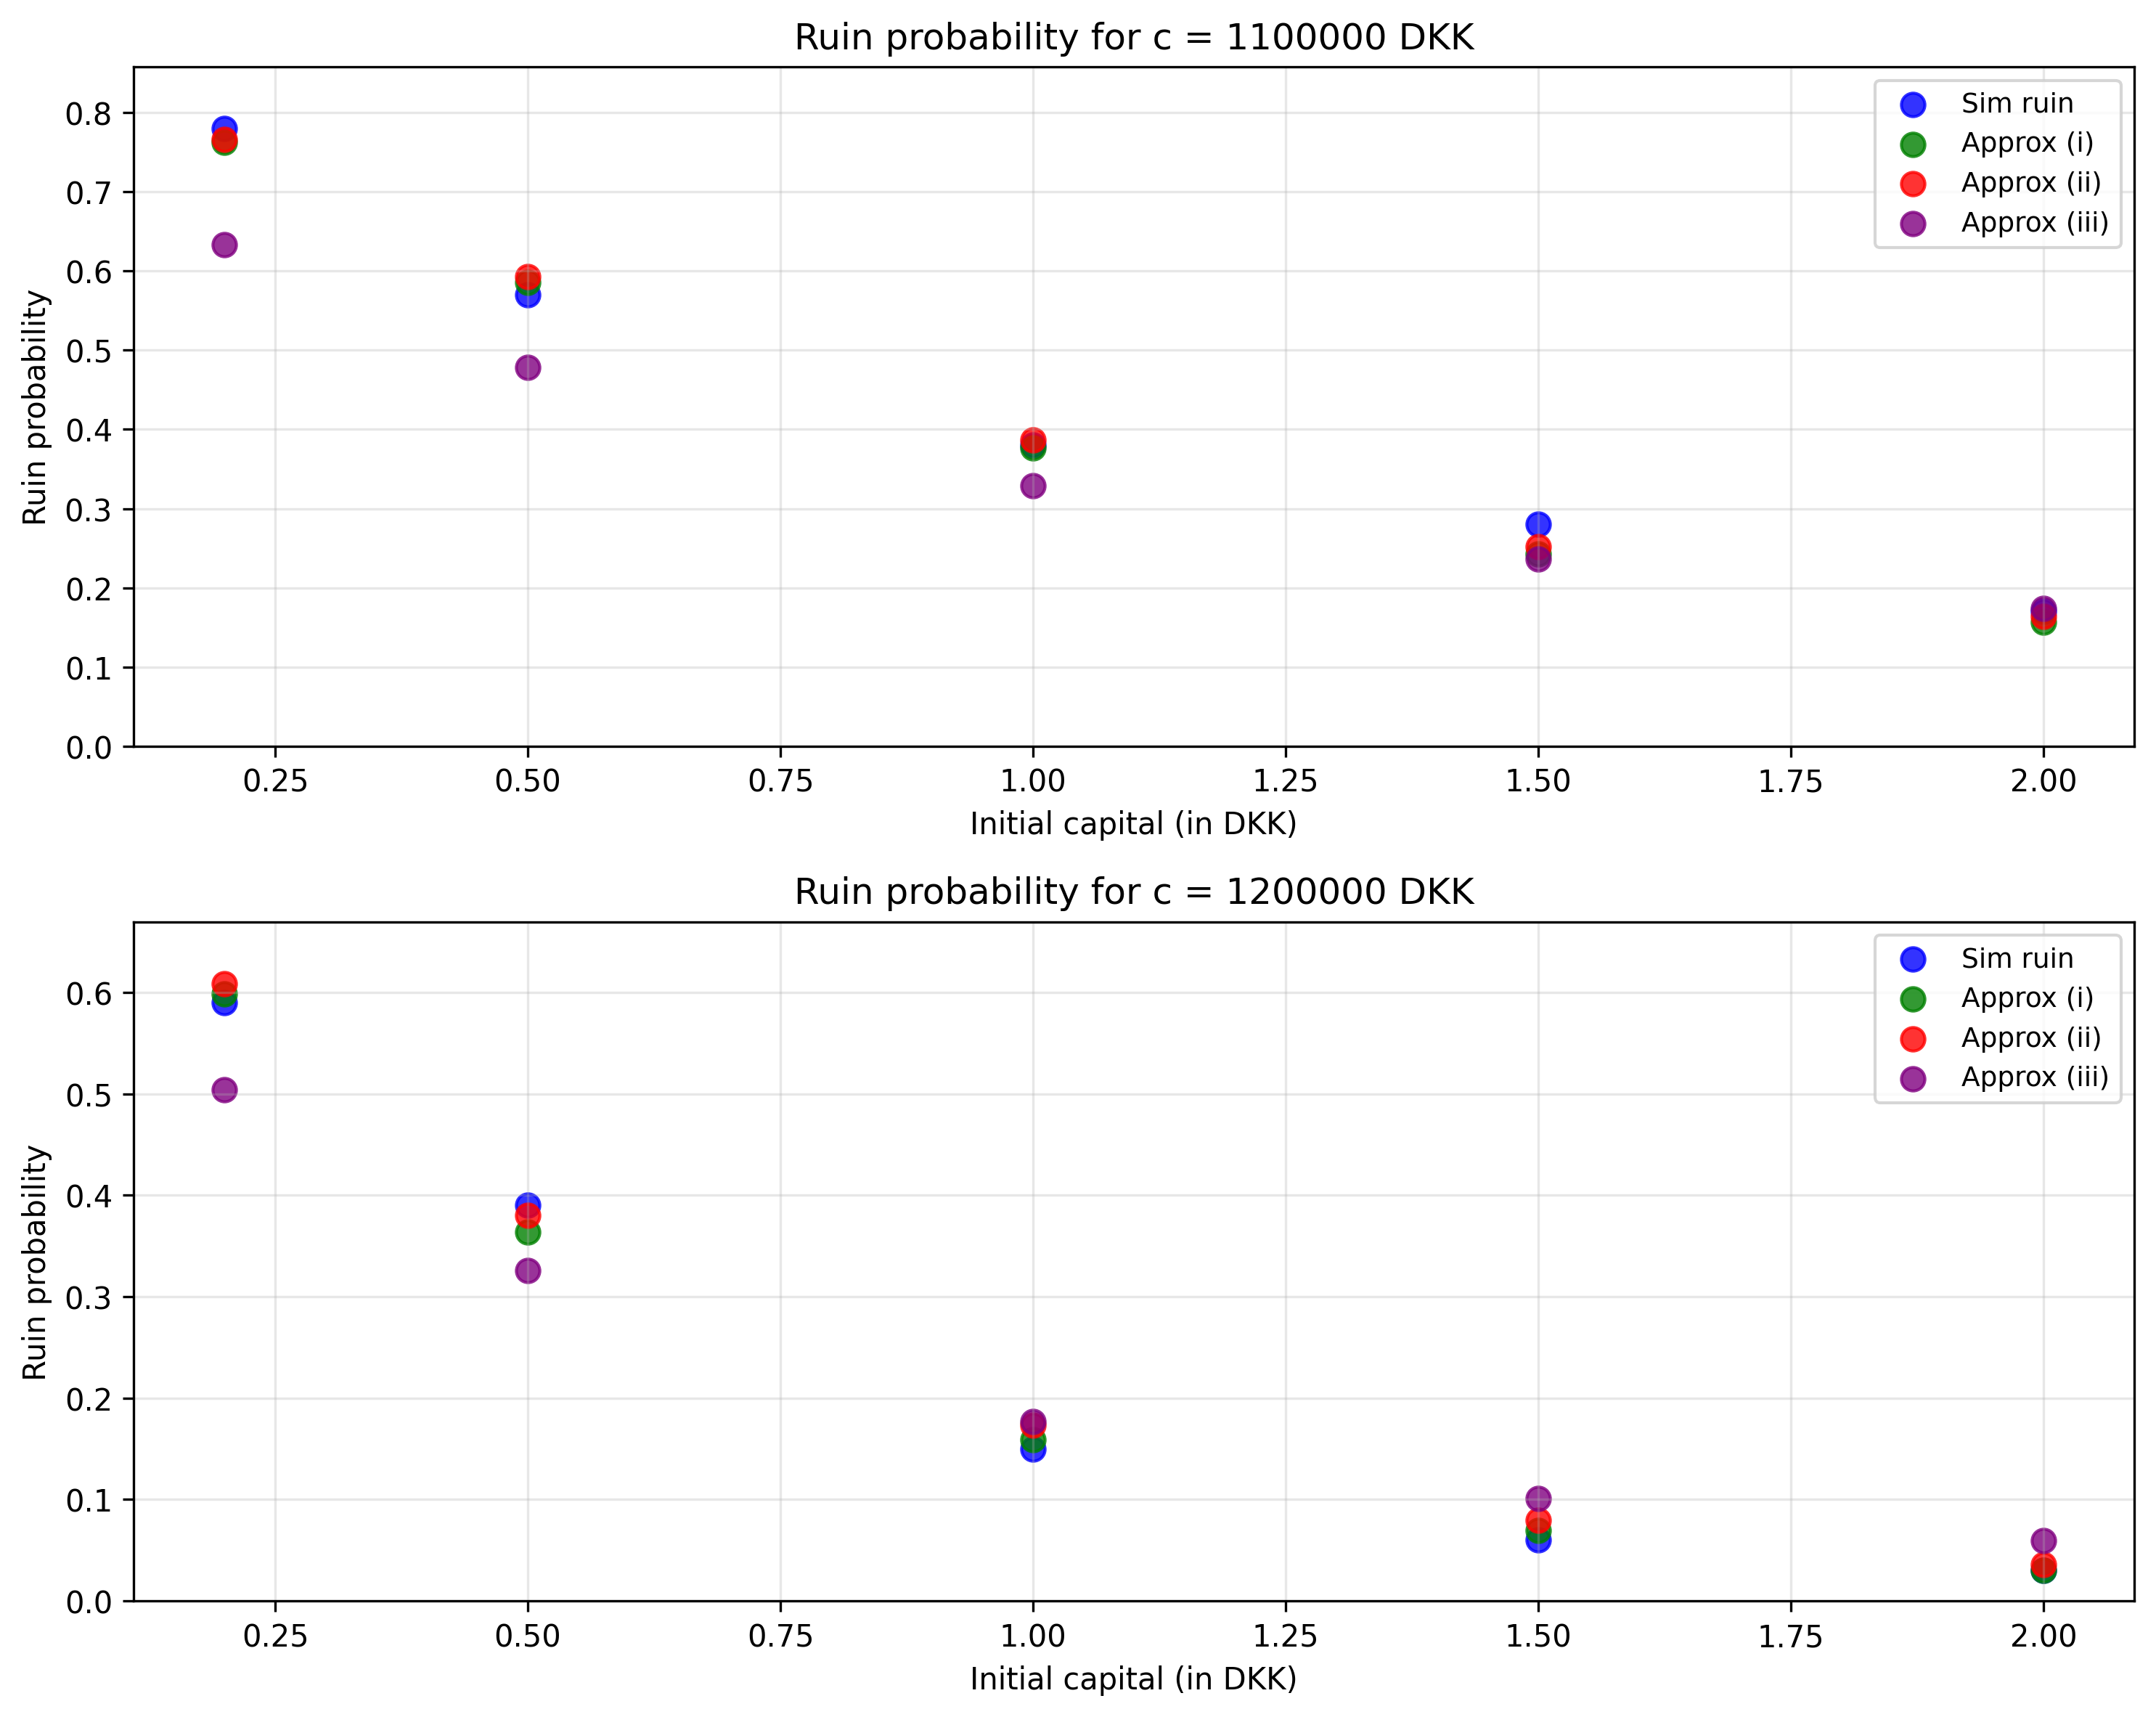 Ruin probability for c = 1100000 DKK
Ruin probability
0.8
0.7
0.6
0.5
0.4
0.3
0.2
0.1
0.0
Sim ruin
Approx (i)
Approx (ii)
Approx (iii)
0.25 0.50 0.75 1.00 1.25 1.50 1.75 2.00
Initial capital (in DKK)
Ruin probability for c = 1200000 DKK
Ruin probability
0.6
0.5
0.4
0.3
0.2
0.1
0.0
Sim ruin
Approx (i)
Approx (ii)
Approx (iii)
0.25 0.50 0.75 1.00 1.25 1.50 1.75 2.00
Initial capital (in DKK)